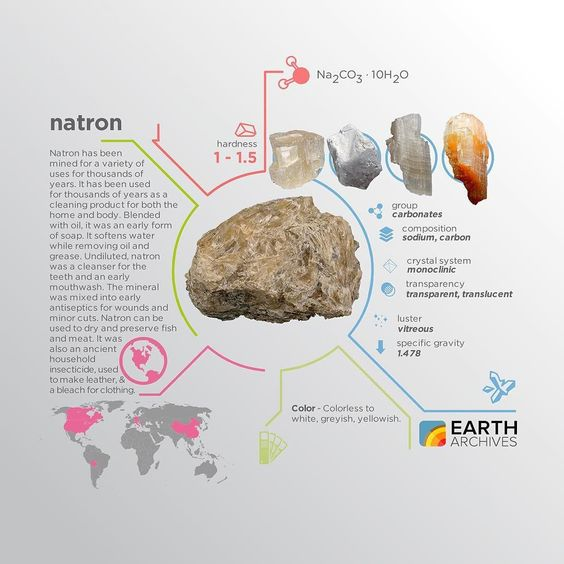 Na₂CO₃ · 10H₂O
natron
hardness
1 - 1.5
Natron has been
mined for a variety of
uses for thousands of
years. It has been used
for thousands of years as a
cleaning product for both the
home and body. Blended
with oil, it was an early form
of soap. It softens water
while removing oil and
grease. Undiluted, natron
was a cleanser for the
teeth and an early
mouthwash. The mineral
was mixed into early
antiseptics for wounds and
minor cuts. Natron can be
used to dry and preserve fish
and meat. It was
also an ancient
household
insecticide, used
to make leather, &
a bleach for clothing.
group
carbonates
composition
sodium, carbon
crystal system
monoclinic
transparency
transparent, translucent
luster
vitreous
specific gravity
1.478
Color - Colorless to
white, greyish, yellowish.
EARTH
ARCHIVES